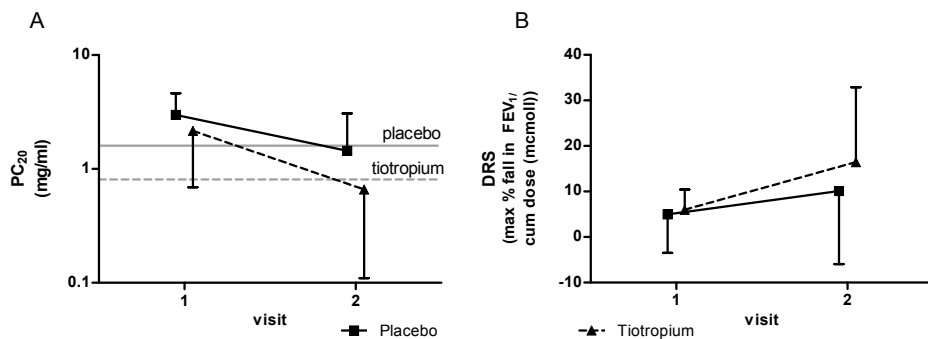 A
PC20
(mg/ml)
10
1
0.1
placebo
tiotropium
1
2
visit
Placebo
B
DRS
(max % fall in FEV1/
cum dose (mcmoll))
40
30
20
10
0
-10
1
2
visit
Tiotropium